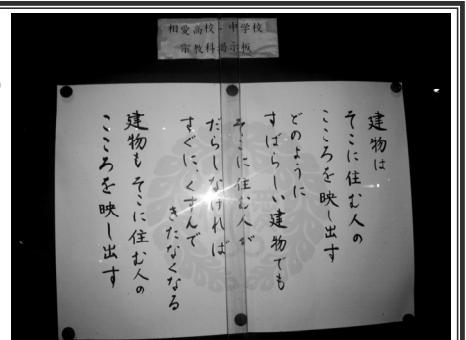 相愛高校・中学校
宗教科掲示板
建物は
そこに住む人の
こころを映し出す
どのように
すばらしい建物でも
そこに住む人が
だらしなければ
すぐに、くすんで
きたなくなる
建物もそこに住む人の
こころを映し出す